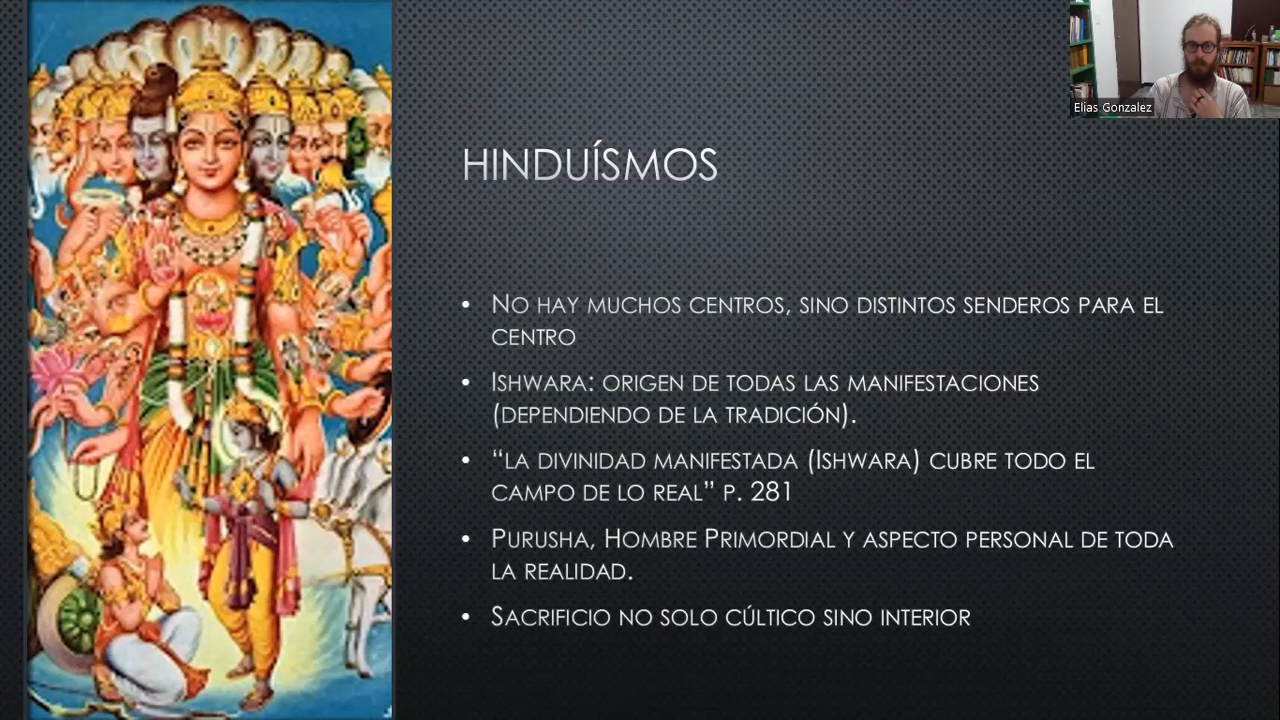 Elias Gonzalez
HINDUÍSMOS
• NO HAY MUCHOS CENTROS, SINO DISTINTOS SENDEROS PARA EL
CENTRO
• ISHWARA: ORIGEN DE TODAS LAS MANIFESTACIONES
(DEPENDIENDO DE LA TRADICIÓN).
• “LA DIVINIDAD MANIFESTADA (ISHWARA) CUBRE TODO EL
CAMPO DE LO REAL” P. 281
• PURUSHA, HOMBRE PRIMORDIAL Y ASPECTO PERSONAL DE TODA
LA REALIDAD.
• SACRIFICIO NO SOLO CÚLTICO SINO INTERIOR